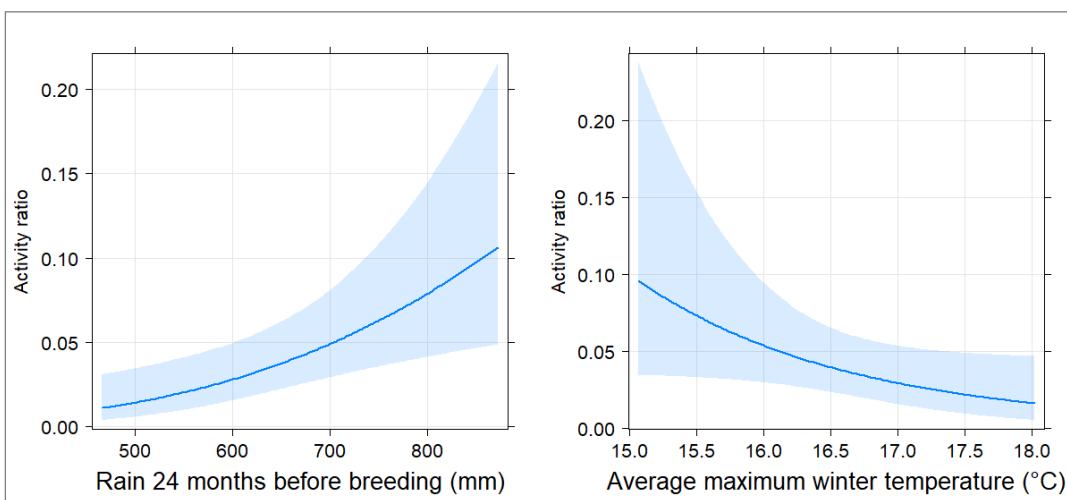 0.20
0.15
0.10
0.05
0.00
Activity ratio
500 600 700 800
Rain 24 months before breeding (mm)
0.20
0.15
0.10
0.05
0.00
Activity ratio
15.0 15.5 16.0 16.5 17.0 17.5 18.0
Average maximum winter temperature (°C)